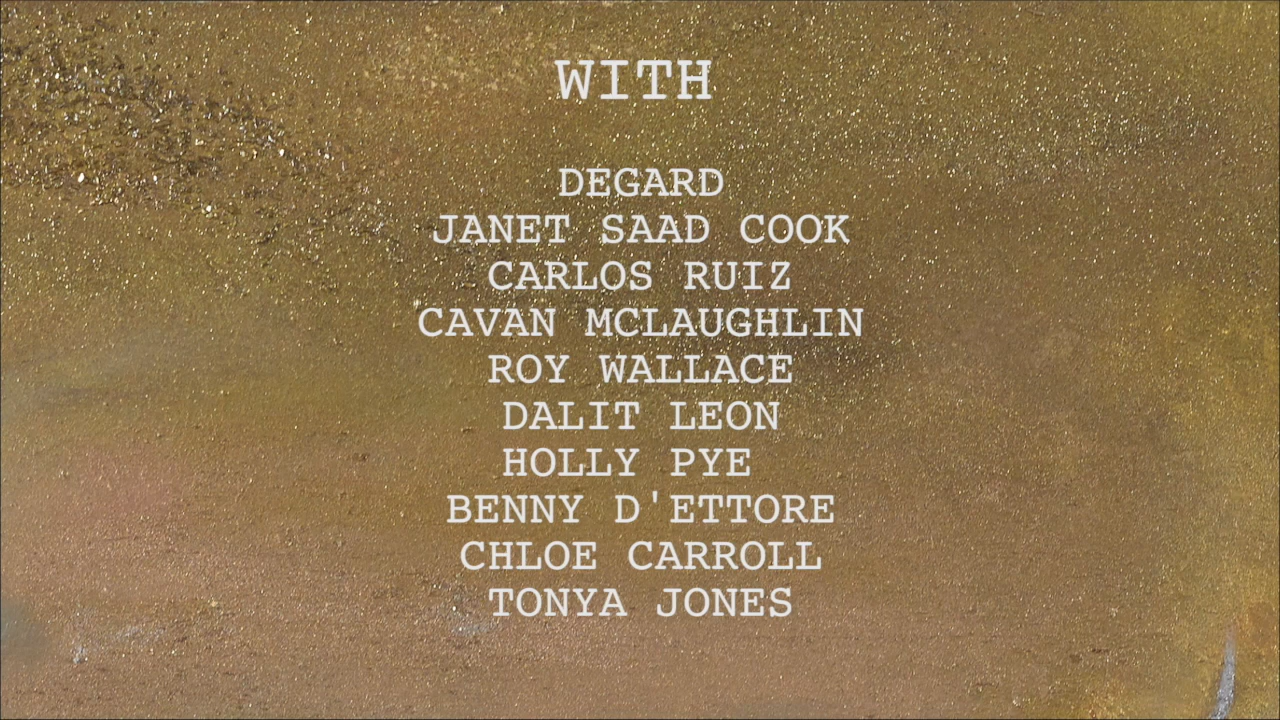 WITH
DEGARD
JANET SAAD COOK
CARLOS RUIZ
CAVAN MCLAUGHLIN
ROY WALLACE
DALIT LEON
HOLLY PYE
BENNY D'ETTORE
CHLOE CARROLL
TONYA JONES